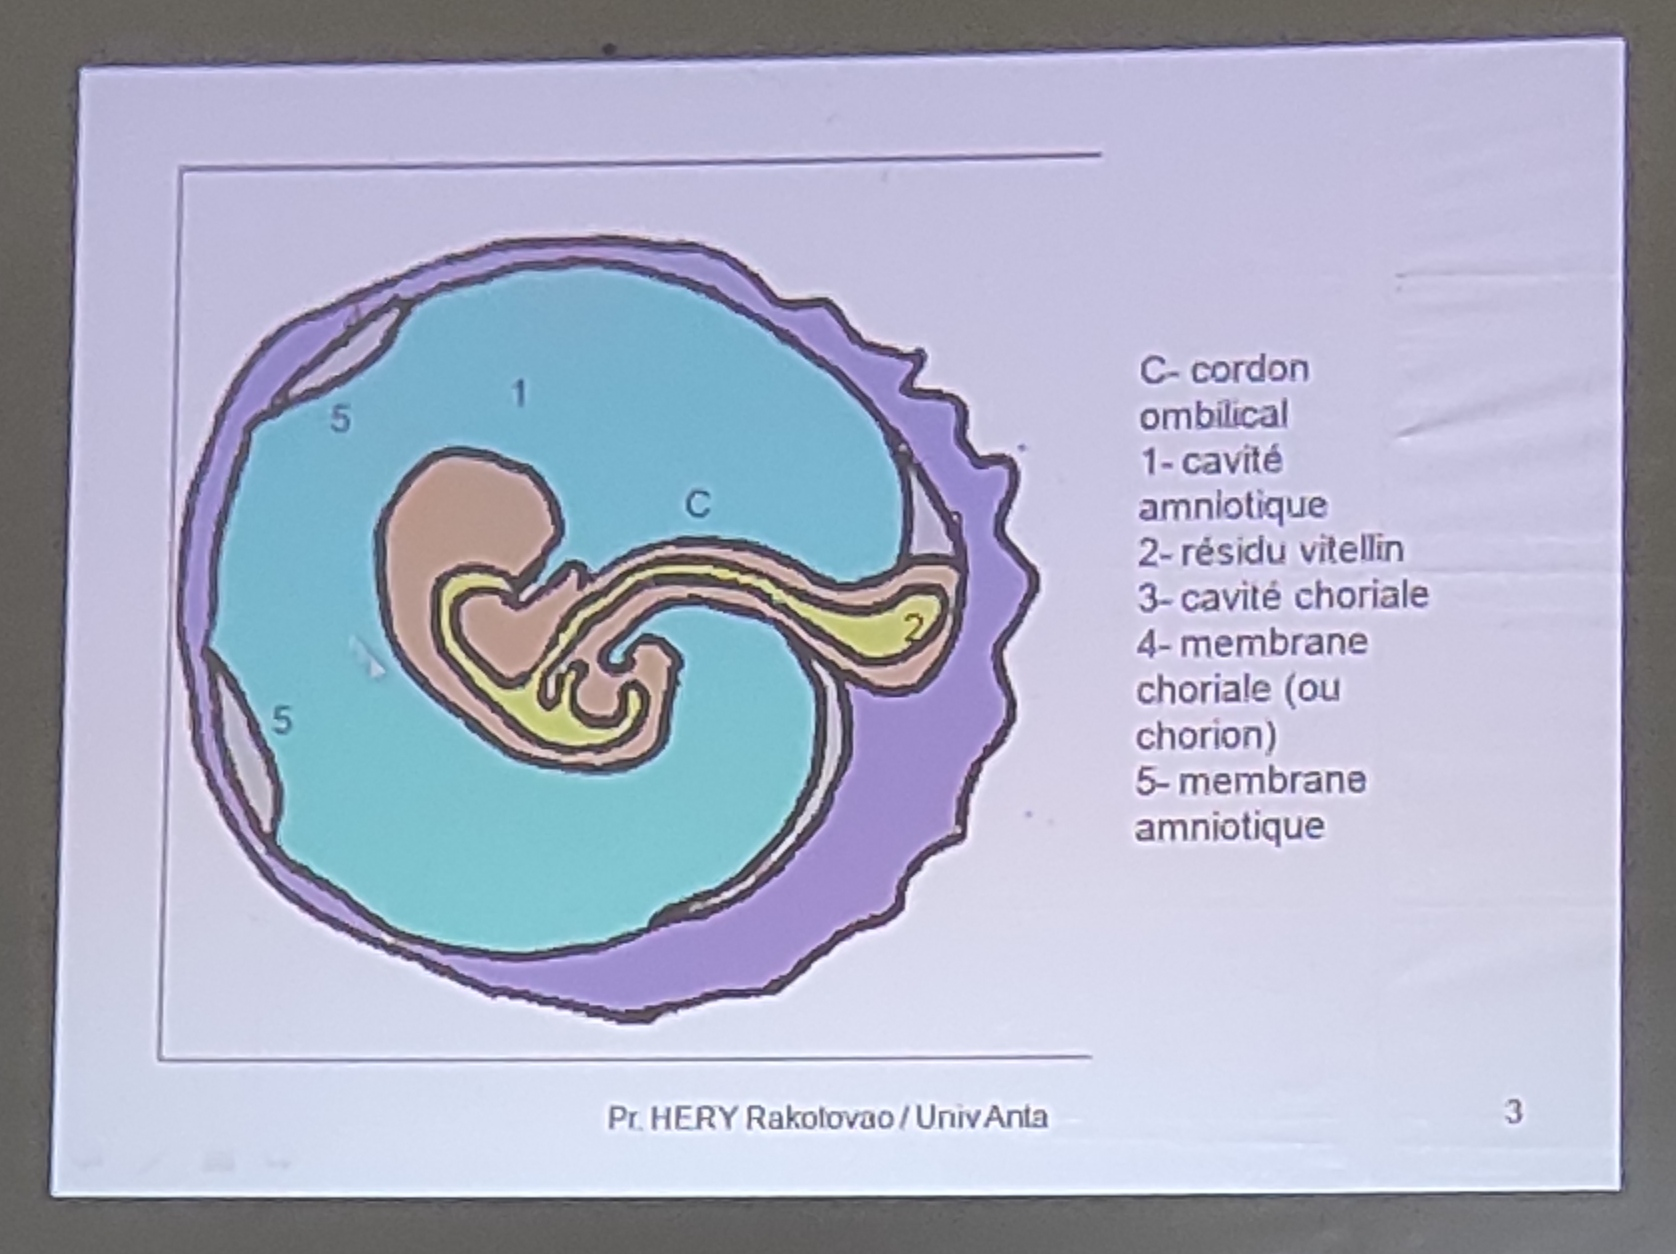 4
5
1
C
2
5
C- cordon
ombilical
1- cavité
amniotique
2- résidu vitellin
3- cavité choriale
4- membrane
choriale (ou
chorion)
5- membrane
amniotique
Pr. HERY Rakotovao / Univ Anta
3